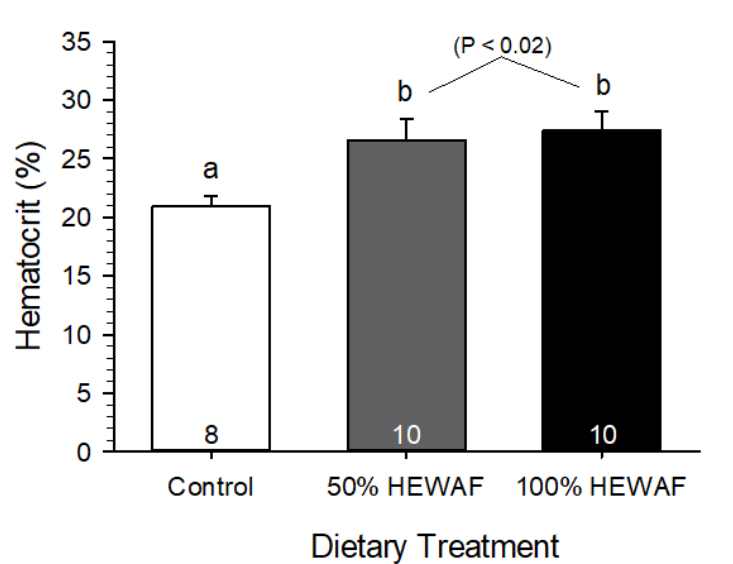 (P < 0.02)
35
30
25
20
15
10
5
0
Hematocrit (%)
a
b
b
8
10
10
Control
50% HEWAF
100% HEWAF
Dietary Treatment